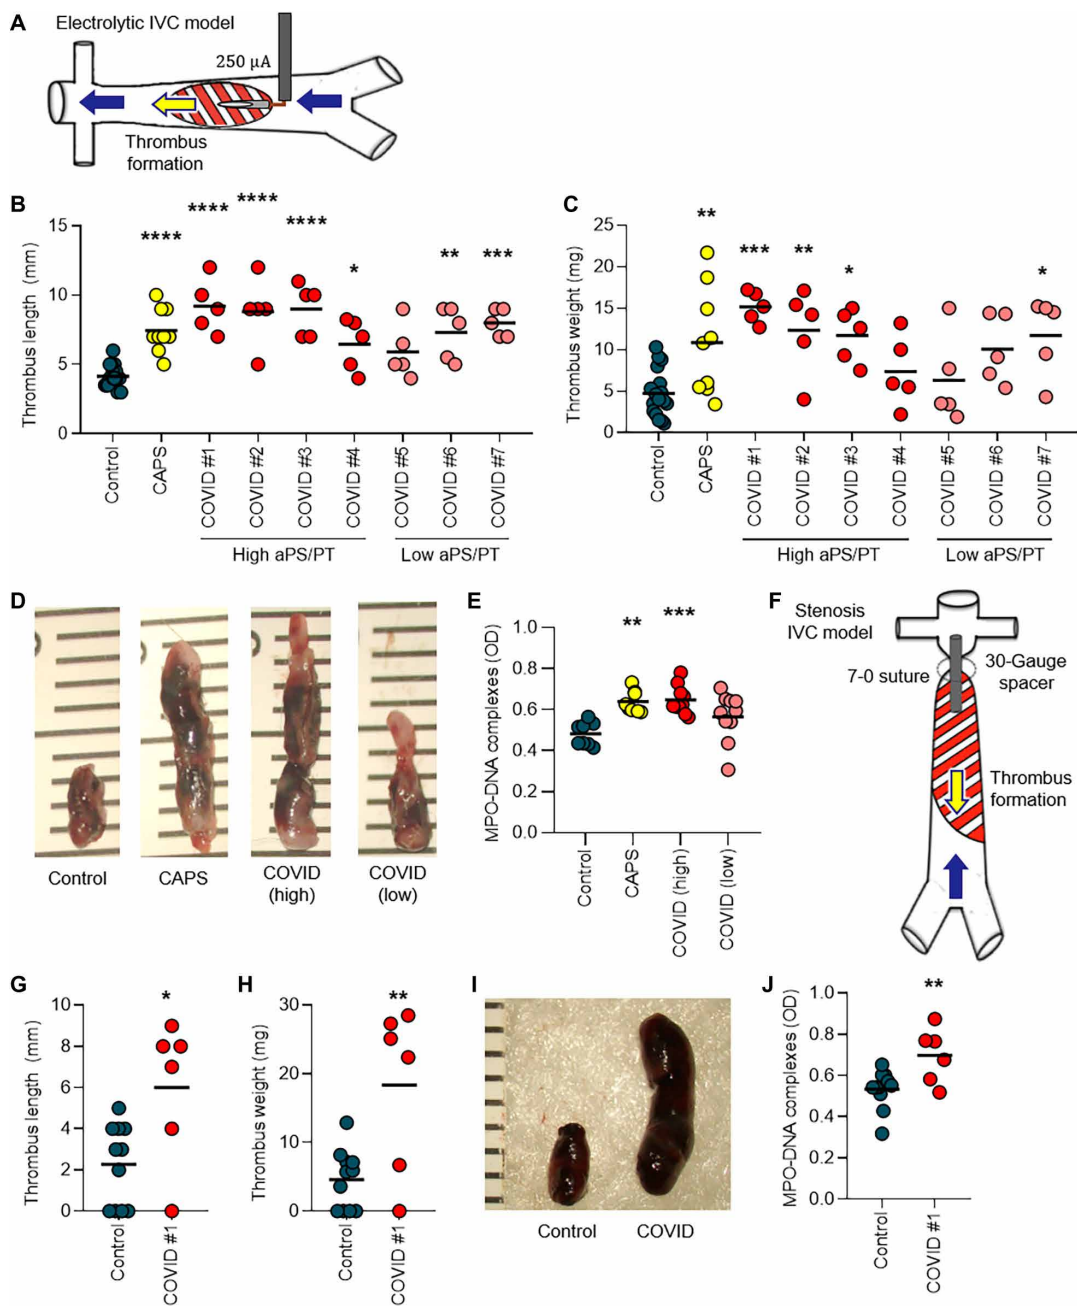 A
Electrolytic IVC model
250 μA
Thrombus
formation
B
Thrombus length (mm)
15
10
5
0
****
****
****
****
*
**
***
Control
CAPS
COVID #1
COVID #2
COVID #3
COVID #4
COVID #5
COVID #6
COVID #7
High aPS/PT
Low aPS/PT
C
Thrombus weight (mg)
25
20
15
10
5
0
**
***
**
*
*
Control
CAPS
COVID #1
COVID #2
COVID #3
COVID #4
COVID #5
COVID #6
COVID #7
High aPS/PT
Low aPS/PT
D
Control
CAPS
COVID
(high)
COVID
(low)
E
MPO-DNA complexes (OD)
1.0
0.8
0.6
0.4
0.2
0.0
**
***
Control
CAPS
COVID (high)
COVID (low)
F
Stenosis
IVC model
7-0 suture
30-Gauge
spacer
Thrombus
formation
G
Thrombus length (mm)
10
8
6
4
2
0
*
Control
COVID #1
H
Thrombus weight (mg)
30
20
10
0
**
Control
COVID #1
I
Control
COVID
J
MPO-DNA complexes (OD)
1.0
0.8
0.6
0.4
0.2
0.0
**
Control
COVID #1